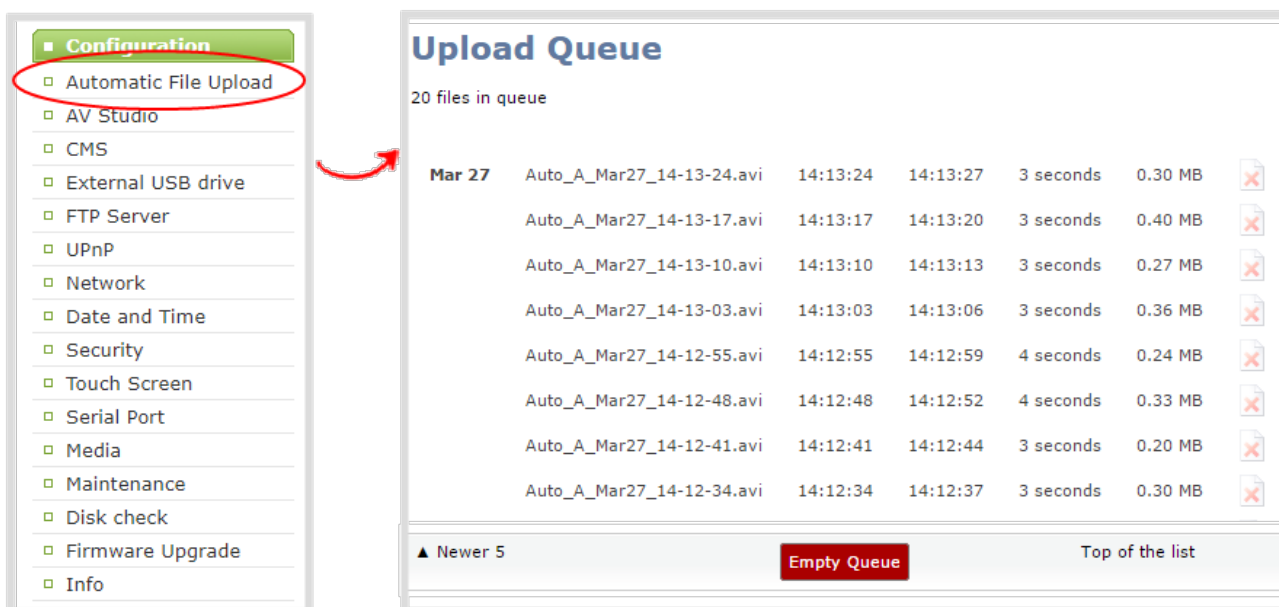 Configuration
Automatic File Upload
AV Studio
CMS
External USB drive
FTP Server
UPnP
Network
Date and Time
Security
Touch Screen
Serial Port
Media
Maintenance
Disk check
Firmware Upgrade
Info
Upload Queue
20 files in queue
Mar 27 Auto_A_Mar27_14-13-24.avi 14:13:24 14:13:27 3 seconds 0.30 MB
Auto_A_Mar27_14-13-17.avi 14:13:17 14:13:20 3 seconds 0.40 MB
Auto_A_Mar27_14-13-10.avi 14:13:10 14:13:13 3 seconds 0.27 MB
Auto_A_Mar27_14-13-03.avi 14:13:03 14:13:06 3 seconds 0.36 MB
Auto_A_Mar27_14-12-55.avi 14:12:55 14:12:59 4 seconds 0.24 MB
Auto_A_Mar27_14-12-48.avi 14:12:48 14:12:52 4 seconds 0.33 MB
Auto_A_Mar27_14-12-41.avi 14:12:41 14:12:44 3 seconds 0.20 MB
Auto_A_Mar27_14-12-34.avi 14:12:34 14:12:37 3 seconds 0.30 MB
▲ Newer 5 Empty Queue Top of the list